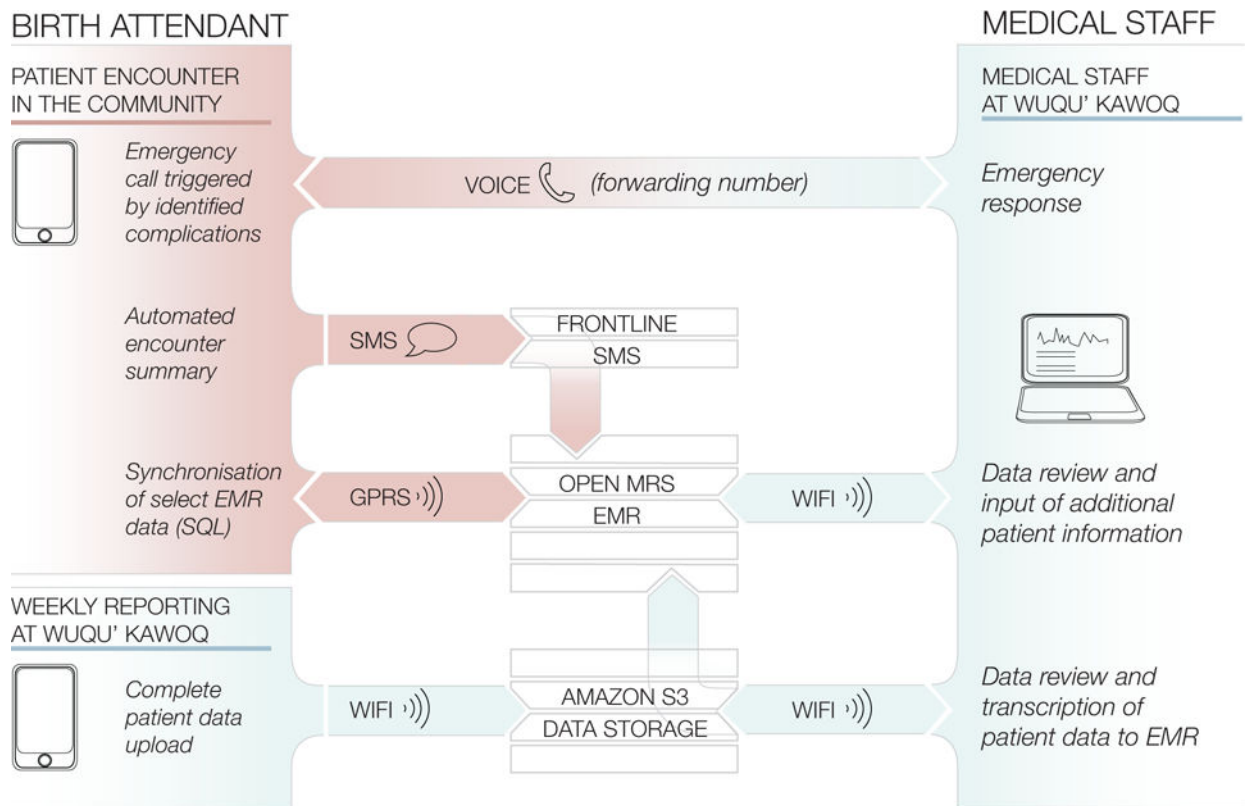 BIRTH ATTENDANT
MEDICAL STAFF
PATIENT ENCOUNTER
IN THE COMMUNITY
MEDICAL STAFF
AT WUQU’ KAWOQ
Emergency
call triggered
by identified
complications
VOICE (forwarding number)
Emergency
response
Automated
encounter
summary
SMS
FRONTLINE
SMS
Synchronisation
of select EMR
data (SQL)
GPRS
OPEN MRS
EMR
WIFI
Data review and
input of additional
patient information
WEEKLY REPORTING
AT WUQU’ KAWOQ
Complete
patient data
upload
WIFI
AMAZON S3
DATA STORAGE
WIFI
Data review and
transcription of
patient data to EMR